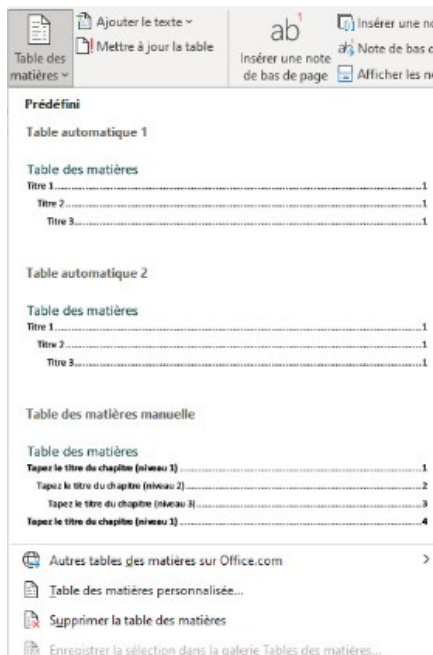 Table des matières
Ajouter le texte
Mettre à jour la table
ab1
Insérer une note de bas de page
Insérer une no
ab Note de bas d
Afficher les no
Prédéfini
Table automatique 1
Table des matières
Titre 1...1
Titre 2...1
Titre 3...1
Table automatique 2
Table des matières
Titre 1...1
Titre 2...1
Titre 3...1
Table des matières manuelle
Table des matières
Tapez le titre du chapitre (niveau 1)...1
Tapez le titre du chapitre (niveau 2)...2
Tapez le titre du chapitre (niveau 3)...3
Tapez le titre du chapitre (niveau 1)...4
Autres tables des matières sur Office.com
Table des matières personnalisée...
Supprimer la table des matières
Enregistrer la sélection dans la galerie Tables des matières...